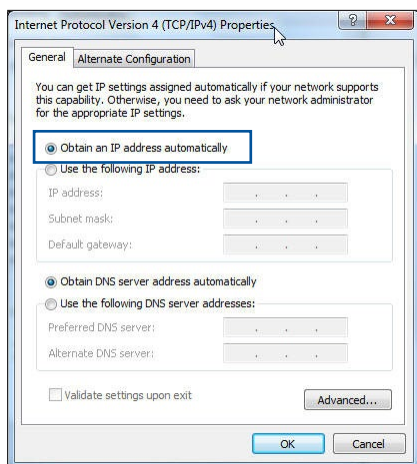 Internet Protocol Version 4 (TCP/IPv4) Properties
?
X
General
Alternate Configuration
You can get IP settings assigned automatically if your network supports
this capability. Otherwise, you need to ask your network administrator
for the appropriate IP settings.
Obtain an IP address automatically
Use the following IP address:
IP address:
. . .
Subnet mask:
. . .
Default gateway:
. . .
Obtain DNS server address automatically
Use the following DNS server addresses:
Preferred DNS server:
. . .
Alternate DNS server:
. . .
Validate settings upon exit
Advanced...
OK
Cancel